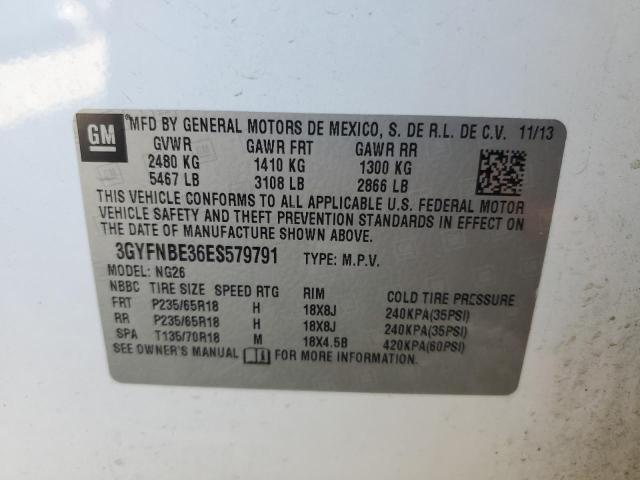 GM
®MFD BY GENERAL MOTORS DE MEXICO, S. DE R.L. DE C.V. 11/13
GVWR GAWR FRT GAWR RR
2480 KG 1410 KG 1300 KG
5467 LB 3108 LB 2866 LB
THIS VEHICLE CONFORMS TO ALL APPLICABLE U.S. FEDERAL MOTOR
VEHICLE SAFETY AND THEFT PREVENTION STANDARDS IN EFFECT ON
THE DATE OF MANUFACTURE SHOWN ABOVE.
3GYFNBE36ES579791 TYPE: M.P.V.
MODEL: NG26
NBBC TIRE SIZE SPEED RTG RIM COLD TIRE PRESSURE
FRT P235/65R18 H 18X8J 240KPA(35PSI)
RR P235/65R18 H 18X8J 240KPA(35PSI)
SPA T135/70R18 M 18X4.5B 420KPA(60PSI)
SEE OWNER'S MANUAL FOR MORE INFORMATION.